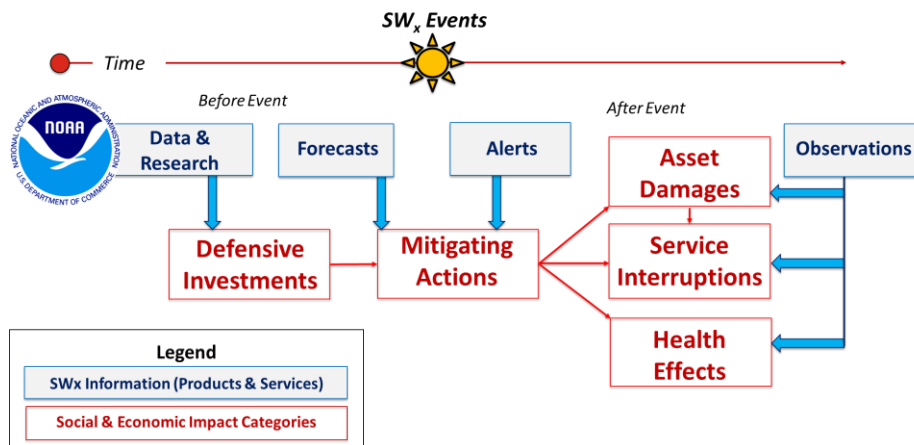 SWx Events
Time
Before Event
After Event
NATIONAL OCEANIC AND ATMOSPHERIC ADMINISTRATION
NOAA
U.S. DEPARTMENT OF COMMERCE
Data &
Research
Forecasts
Alerts
Asset
Damages
Observations
Defensive
Investments
Mitigating
Actions
Service
Interruptions
Health
Effects
Legend
SWx Information (Products & Services)
Social & Economic Impact Categories